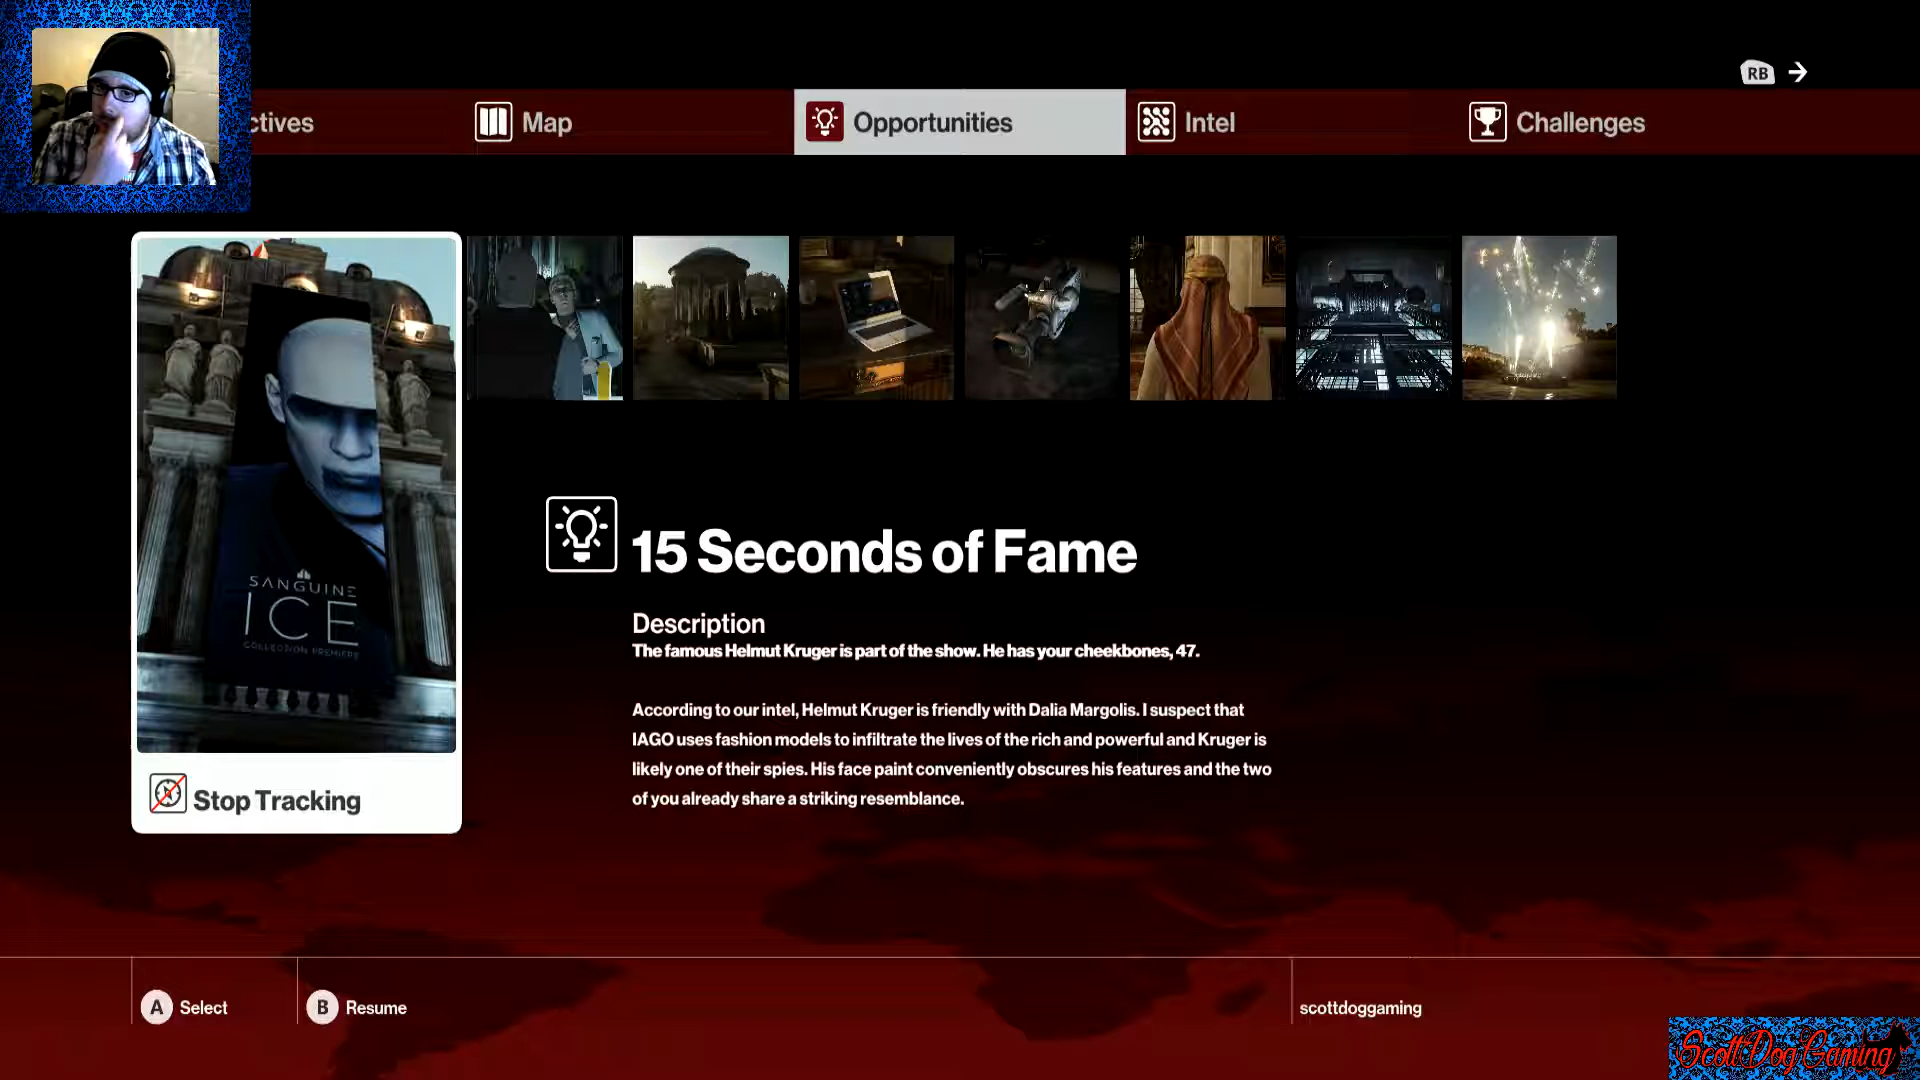 RB
ctives
Map
Opportunities
Intel
Challenges
SANGUINE
ICE
COLLECTION PREMIERE
Stop Tracking
15 Seconds of Fame
Description
The famous Helmut Kruger is part of the show. He has your cheekbones, 47.
According to our intel, Helmut Kruger is friendly with Dalia Margolis. I suspect that
IAGO uses fashion models to infiltrate the lives of the rich and powerful and Kruger is
likely one of their spies. His face paint conveniently obscures his features and the two
of you already share a striking resemblance.
A Select
B Resume
scottdoggaming
ScottDogGaming